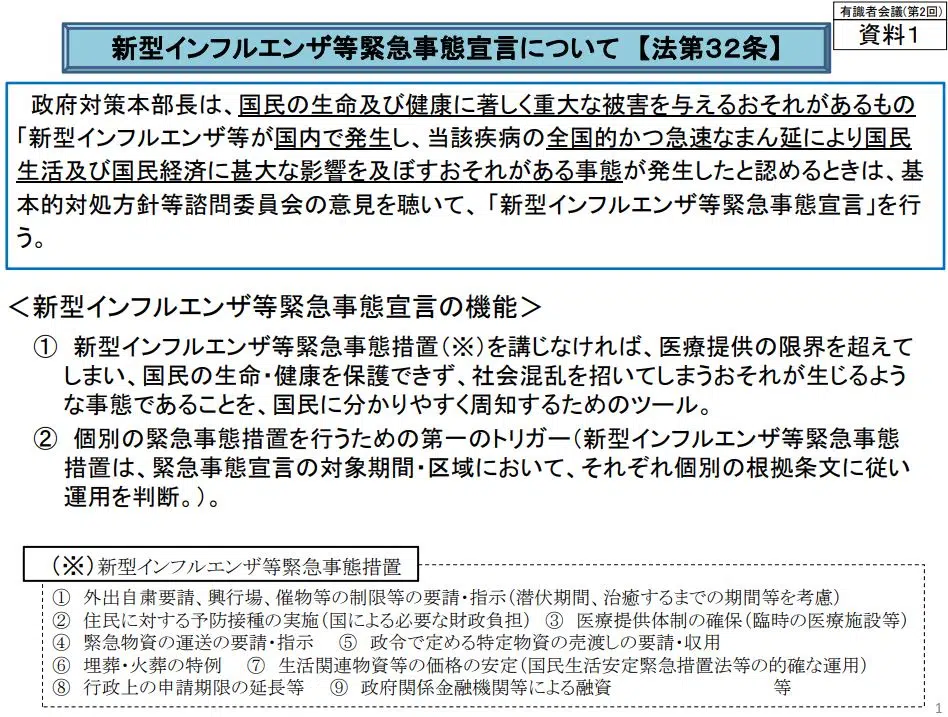 有識者会議(第2回)
資料1
新型インフルエンザ等緊急事態宣言について 【法第32条】
政府対策本部長は、国民の生命及び健康に著しく重大な被害を与えるおそれがあるもの
「新型インフルエンザ等が国内で発生し、当該疾病の全国的かつ急速なまん延により国民
生活及び国民経済に甚大な影響を及ぼすおそれがある事態が発生したと認めるときは、基
本的対処方針等諮問委員会の意見を聴いて、「新型インフルエンザ等緊急事態宣言」を行
う。
＜新型インフルエンザ等緊急事態宣言の機能＞
① 新型インフルエンザ等緊急事態措置(※)を講じなければ、医療提供の限界を超えて
しまい、国民の生命・健康を保護できず、社会混乱を招いてしまうおそれが生じるよう
な事態であることを、国民に分かりやすく周知するためのツール。
② 個別の緊急事態措置を行うための第一のトリガー(新型インフルエンザ等緊急事態
措置は、緊急事態宣言の対象期間・区域において、それぞれ個別の根拠条文に従い
運用を判断。)。
(※)新型インフルエンザ等緊急事態措置
① 外出自粛要請、興行場、催物等の制限等の要請・指示(潜伏期間、治癒するまでの期間等を考慮)
② 住民に対する予防接種の実施(国による必要な財政負担) ③ 医療提供体制の確保(臨時の医療施設等)
④ 緊急物資の運送の要請・指示 ⑤ 政令で定める特定物資の売渡しの要請・収用
⑥ 埋葬・火葬の特例 ⑦ 生活関連物資等の価格の安定(国民生活安定緊急措置法等の的確な運用)
⑧ 行政上の申請期限の延長等 ⑨ 政府関係金融機関等による融資 等
1